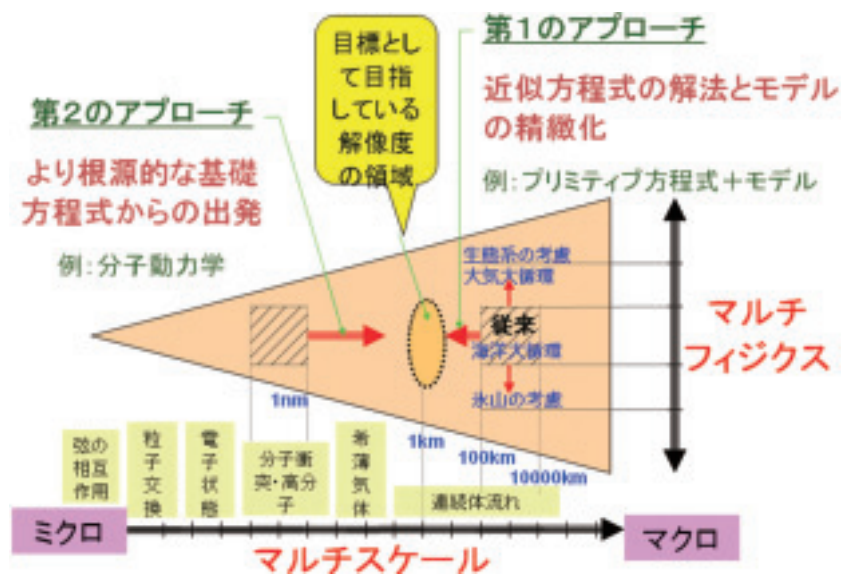 目標とし
て目指
している
解像度
の領域
第1のアプローチ
近似方程式の解法とモデル
の精緻化
例：プリミティブ方程式＋モデル
第2のアプローチ
より根源的な基礎
方程式からの出発
例：分子動力学
生態系の考慮
大気大循環
従来
海洋大循環
氷山の考慮
マルチ
フィジクス
1nm
1km
100km
10000km
弦の
相互
作用
粒子交換
電子状態
分子衝
突・高分
子
希薄気体
連続体流れ
ミクロ
マルチスケール
マクロ